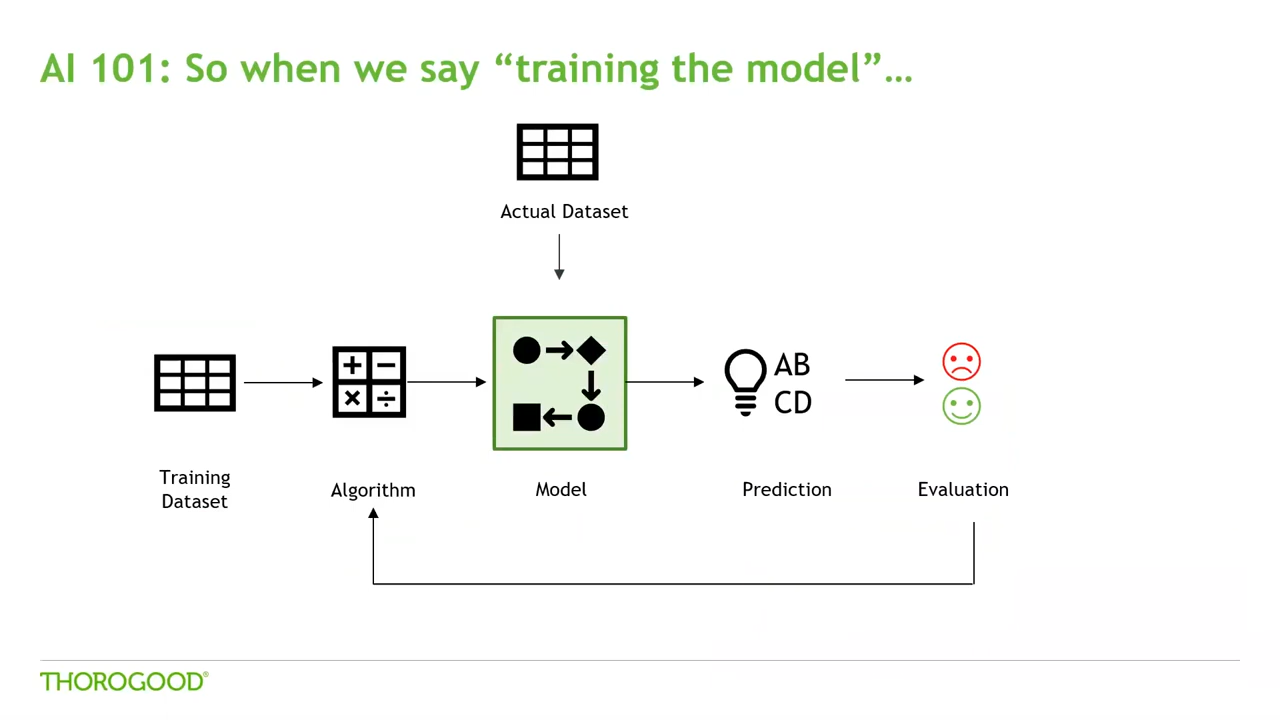 AI 101: So when we say “training the model”…
Actual Dataset
AB
CD
Training
Dataset
Algorithm
Model
Prediction
Evaluation
THOROGOOD®